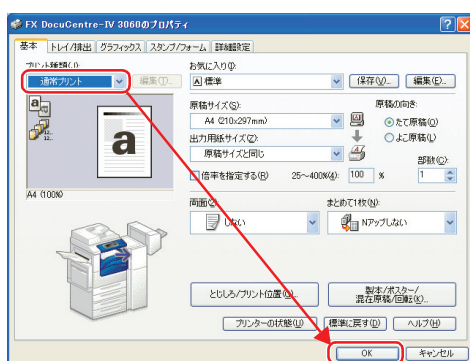 FX DocuCentre-IV 3060のプロパティ
基本 トレイ/排出 グラフィックス スタンプ/フォーム 詳細設定
プリント種類(J): お気に入り(I):
通常プリント 編集(T)... A 標準 保存(V)... 編集(E)...
原稿サイズ(S): 原稿の向き:
A4 (210x297mm) たて原稿(O)
出力用紙サイズ(Z): よこ原稿(L)
原稿サイズと同じ
部数(C):
倍率を指定する(R) 25～400%(4): 100 % 1
a
A4 (100%)
両面(2): まとめて1枚(N):
しない Nアップしない
とじしろ/プリント位置(G)... 製本/ポスター/
混在原稿/回転(K)...
プリンターの状態(U) 標準に戻す(D) ヘルプ(H)
OK キャンセル